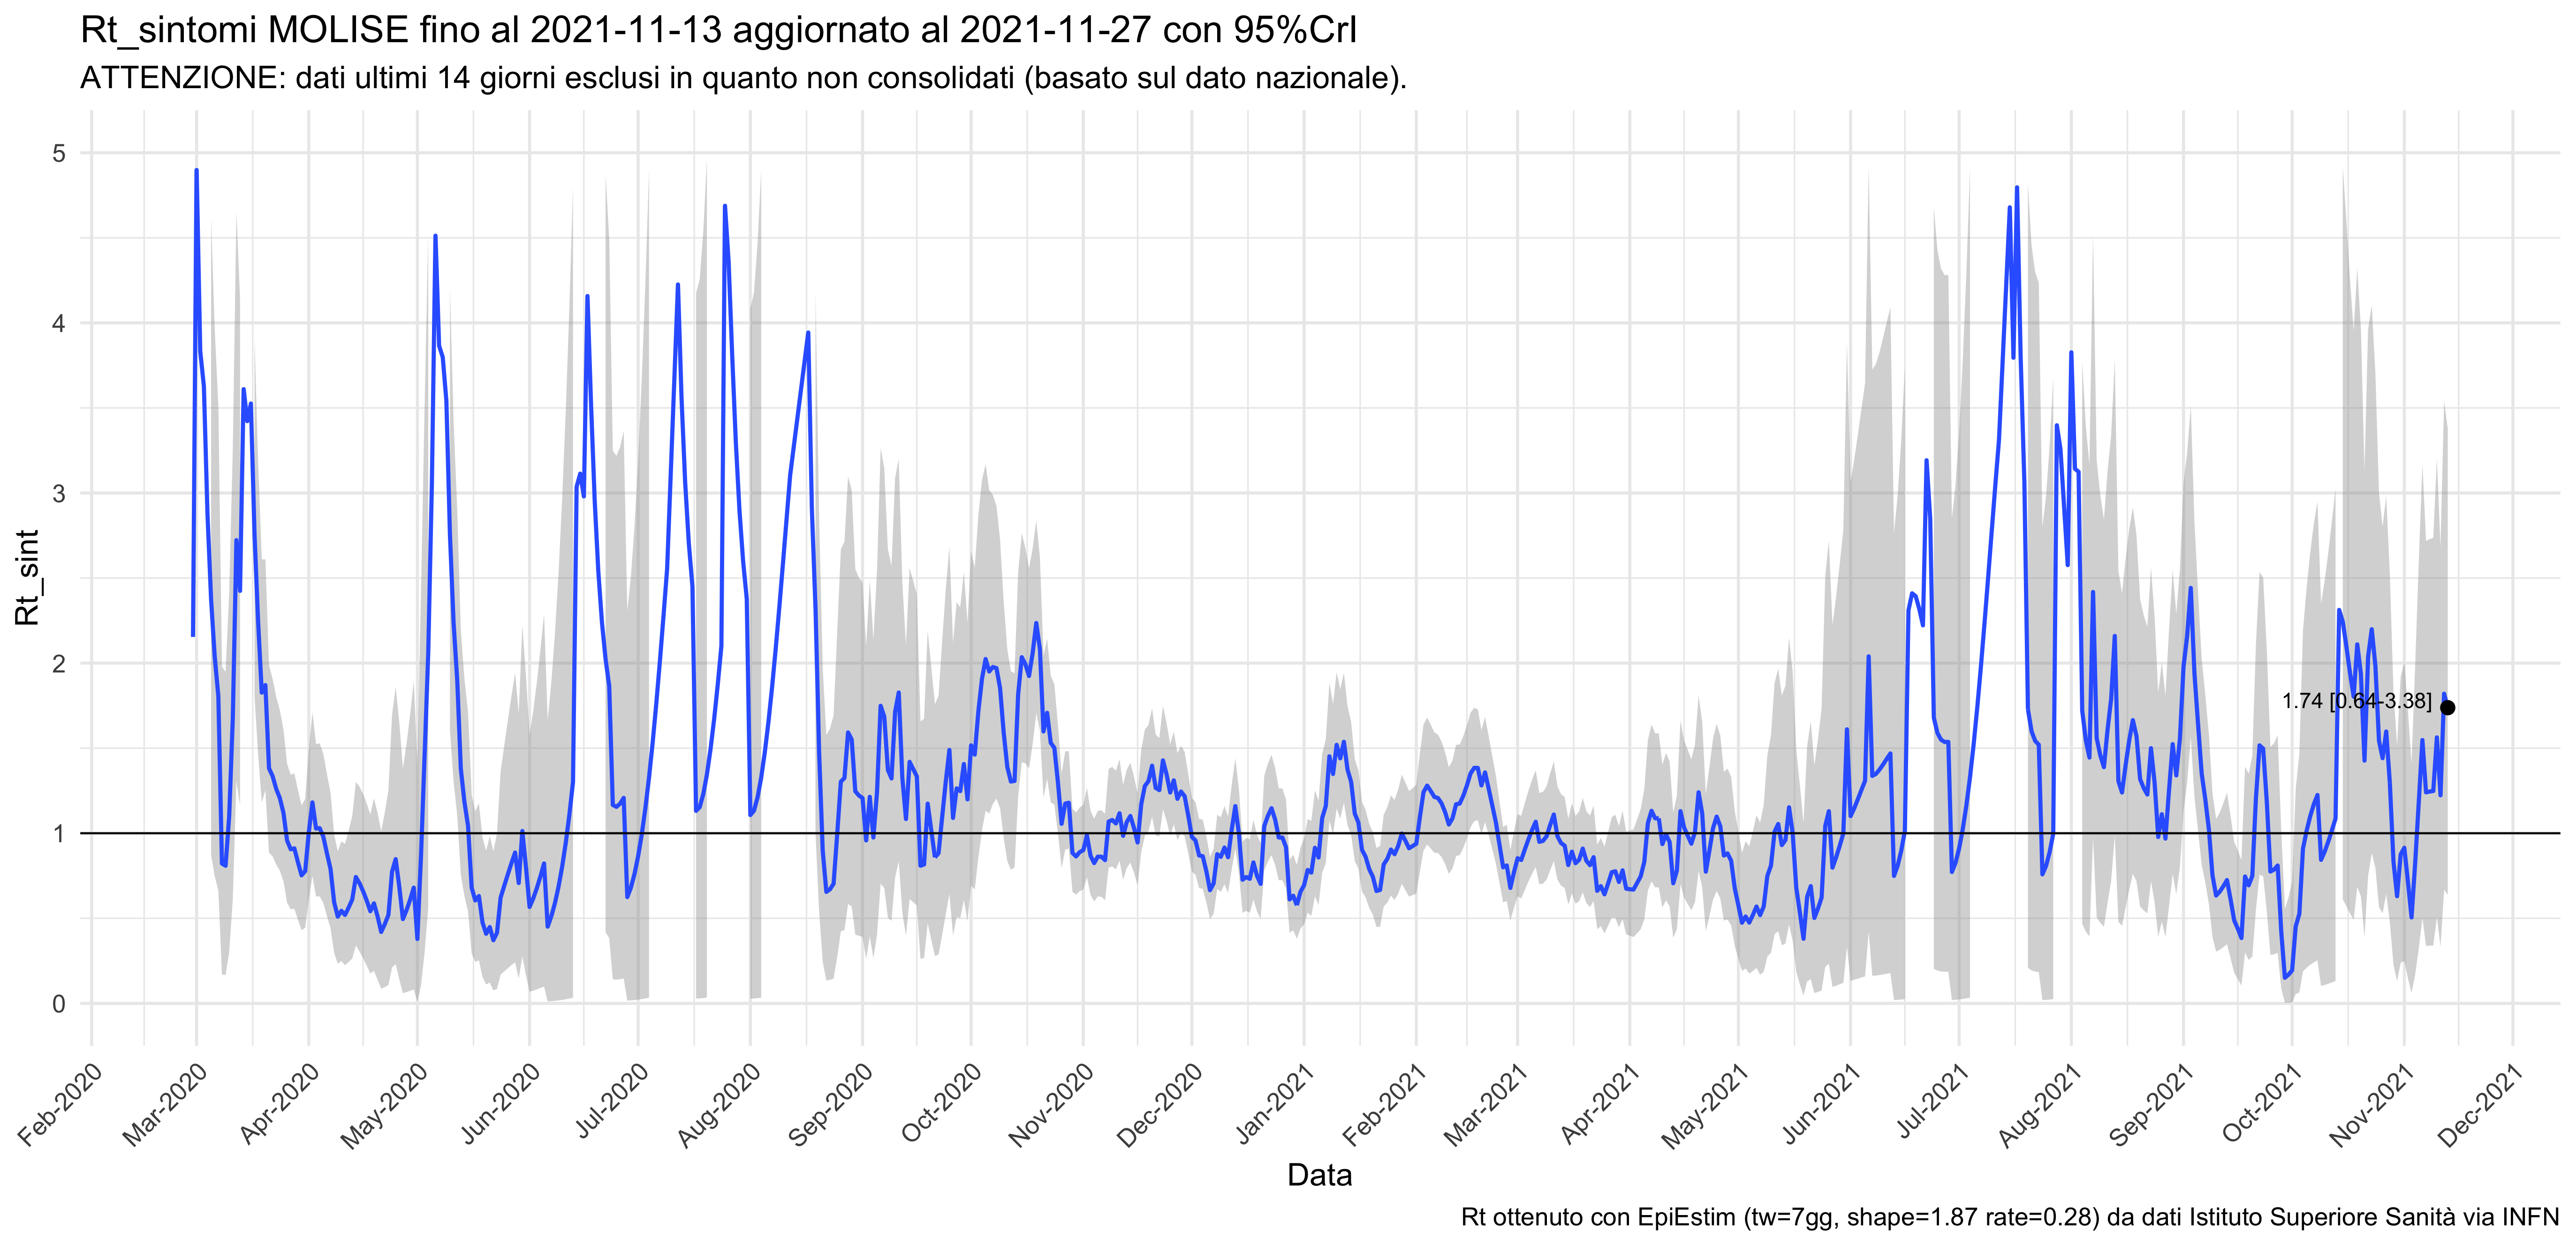 Rt_sintomi MOLISE fino al 2021-11-13 aggiornato al 2021-11-27 con 95%CrI
ATTENZIONE: dati ultimi 14 giorni esclusi in quanto non consolidati (basato sul dato nazionale).
5
4
3
2
1
0
Rt_sint
1.74 [0.64-3.38]
Feb-2020
Mar-2020
Apr-2020
May-2020
Jun-2020
Jul-2020
Aug-2020
Sep-2020
Oct-2020
Nov-2020
Dec-2020
Jan-2021
Feb-2021
Mar-2021
Apr-2021
May-2021
Jun-2021
Jul-2021
Aug-2021
Sep-2021
Oct-2021
Nov-2021
Dec-2021
Data
Rt ottenuto con EpiEstim (tw=7gg, shape=1.87 rate=0.28) da dati Istituto Superiore Sanità via INFN